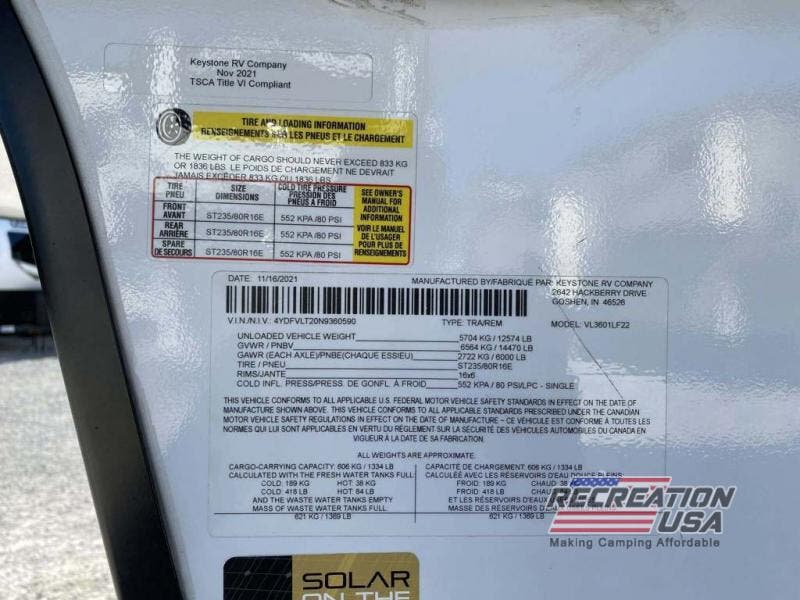 Keystone RV Company
Nov 2021
TSCA Title VI Compliant
TIRE AND LOADING INFORMATION
RENSEIGNEMENTS SUR LES PNEUS ET LE CHARGEMENT
THE WEIGHT OF CARGO SHOULD NEVER EXCEED 833 KG
OR 1836 LBS. LE POIDS DE CHARGEMENT NE DEVRAIT
JAMAIS EXCÉDER 833 KG OU 1836 LBS
TIRE PNEU SIZE DIMENSIONS COLD TIRE PRESSURE PRESSION DES PNEUS A FROID
FRONT AVANT ST235/80R16E 552 KPA /80 PSI
REAR ARRIÈRE ST235/80R16E 552 KPA /80 PSI
SPARE DE SECOURS ST235/80R16E 552 KPA /80 PSI
SEE OWNER'S
MANUAL FOR
ADDITIONAL
INFORMATION
VOIR LE MANUEL
DE L'USAGER
POUR PLUS DE
RENSEIGNEMENTS
DATE: 11/16/2021 MANUFACTURED BY/FABRIQUE PAR: KEYSTONE RV COMPANY
2642 HACKBERRY DRIVE
GOSHEN, IN 46526
V.I.N./N.I.V.: 4YDFVLT20N9360590 TYPE: TRA/REM MODEL: VL3601LF22
UNLOADED VEHICLE WEIGHT: 5704 KG / 12574 LB
GVWR / PNBV 6564 KG / 14470 LB
GAWR (EACH AXLE)/PNBE(CHAQUE ESSIEU) 2722 KG / 6000 LB
TIRE / PNEU ST235/80R16E
RIMS/JANTE 16x6
COLD INFL. PRESS/PRESS. DE GONFL. À FROID: 552 KPA / 80 PSI/LPC - SINGLE
THIS VEHICLE CONFORMS TO ALL APPLICABLE U.S. FEDERAL MOTOR VEHICLE SAFETY STANDARDS IN EFFECT ON THE DATE OF
MANUFACTURE SHOWN ABOVE. THIS VEHICLE CONFORMS TO ALL APPLICABLE STANDARDS PRESCRIBED UNDER THE CANADIAN
MOTOR VEHICLE SAFETY REGULATIONS IN EFFECT ON THE DATE OF MANUFACTURE / CE VÉHICULE EST CONFORME À TOUTES LES
NORMES QUI LUI SONT APPLICABLES EN VERTU DU RÈGLEMENT SUR LA SÉCURITÉ DES VÉHICULES AUTOMOBILES DU CANADA EN
VIGUEUR À LA DATE DE SA FABRICATION.
ALL WEIGHTS ARE APPROXIMATE.
CARGO-CARRYING CAPACITY: 606 KG / 1334 LB
CALCULATED WITH THE FRESH WATER TANKS FULL:
COLD: 189 KG HOT: 38 KG
COLD: 418 LB HOT: 84 LB
AND THE WASTE WATER TANKS EMPTY
MASS OF WASTE WATER TANKS FULL:
621 KG / 1369 LB
CAPACITÉ DE CHARGEMENT: 606 KG / 1334 LB
CALCULÉE AVEC LES RÉSERVOIRS D'EAU DOUCE PLEINS:
FROID: 189 KG CHAUD: 38 KG
FROID: 418 LB
ET LES RÉSERVOIRS D'EAUX
MASSE DES RÉSERVOIRS D'EAUX
621 KG / 1369 LB
RECREATION
USA
Making Camping Affordable
SOLAR
ON THE